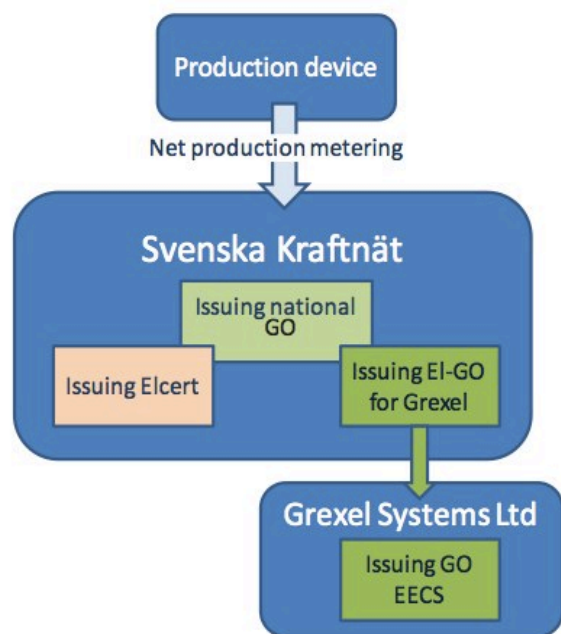 Production device
Net production metering
Svenska Kraftnät
Issuing national
GO
Issuing Elcert
Issuing El-GO
for Grexel
Grexel Systems Ltd
Issuing GO
EECS